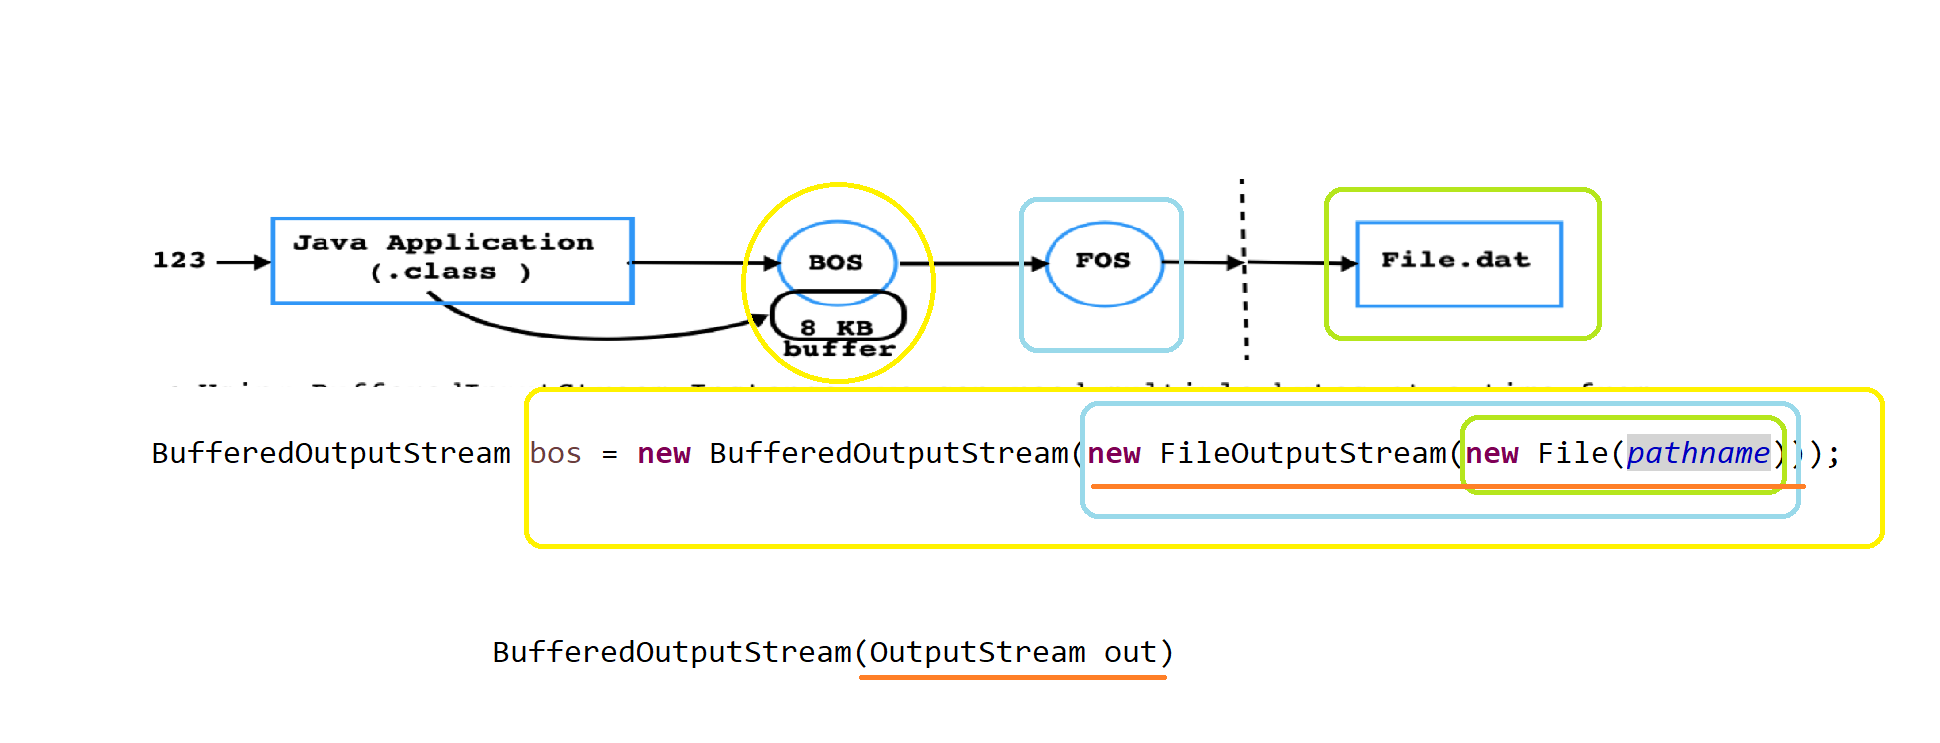 123
Java Application
(.class )
BOS
8 KB
buffer
FOS
File.dat
BufferedOutputStream bos = new BufferedOutputStream(new FileOutputStream(new File(pathname)));
BufferedOutputStream(OutputStream out)